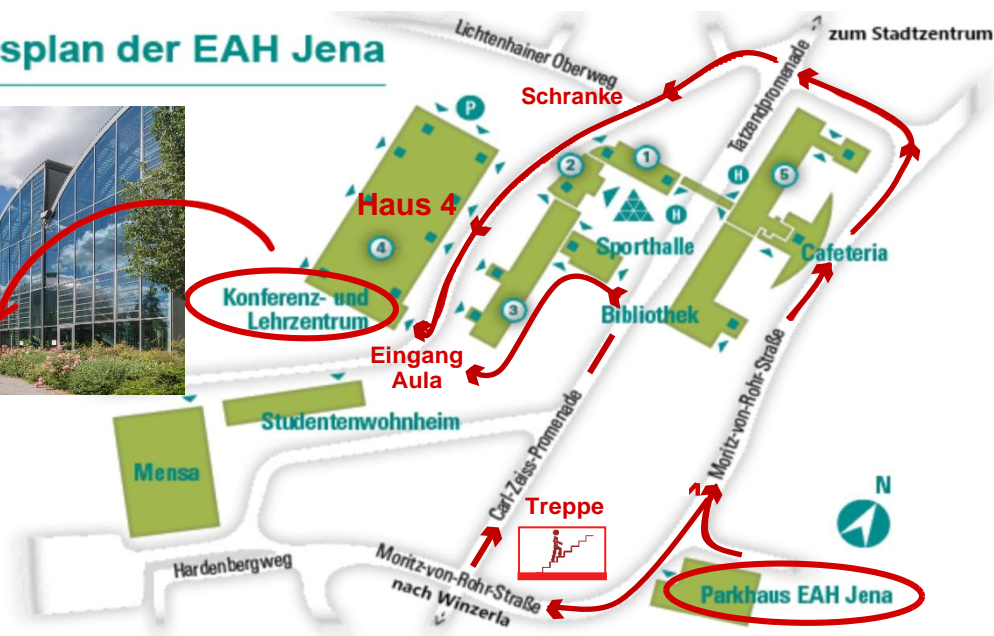 splan der EAH Jena
Lichtenhainer Oberweg
zum Stadtzentrum
Schranke
P
Tatzendpromenade
1
2
5
H
Haus 4
H
4
Sporthalle
Cafeteria
Konferenz- und
Lehrzentrum
3
Bibliothek
Eingang
Aula
Moritz-von-Rohr-Straße
Studentenwohnheim
Mensa
Carl-Zeiss-Promenade
N
Treppe
Hardenbergweg
Moritz-von-Rohr-Straße
nach Winzerla
Parkhaus EAH Jena